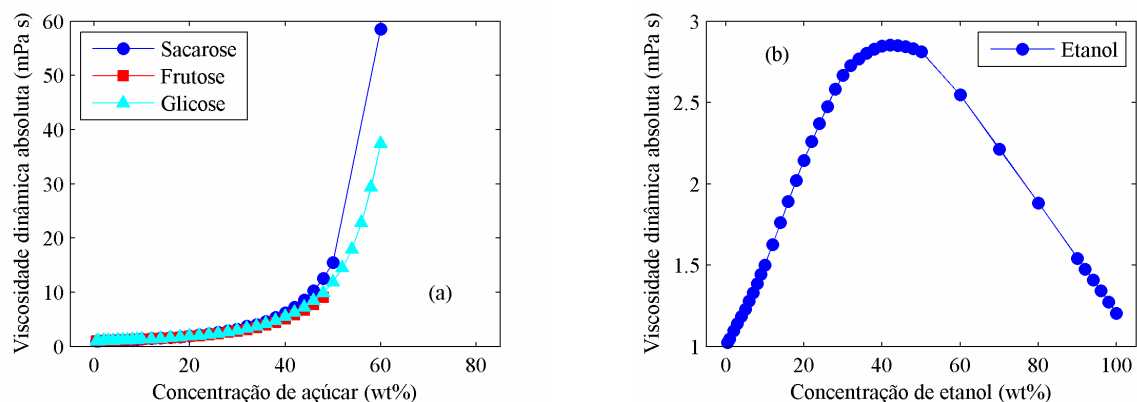 Viscosidade dinâmica absoluta (mPa s)
60
50
40
30
20
10
0
Sacarose
Frutose
Glicose
(a)
0 20 40 60 80
Concentração de açúcar (wt%)
Viscosidade dinâmica absoluta (mPa s)
3
2.5
2
1.5
1
(b)
Etanol
0 20 40 60 80 100
Concentração de etanol (wt%)